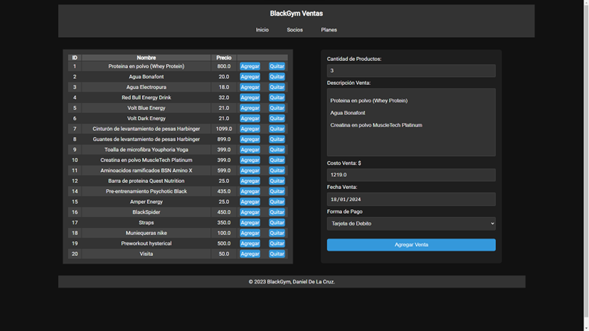 BlackGym Ventas
Inicio Socios Planes
ID Nombre Precio
1 Proteina en polvo (Whey Protein) 800.0 Agregar Quitar
2 Agua Bonafont 20.0 Agregar Quitar
3 Agua Electropura 18.0 Agregar Quitar
4 Red Bull Energy Drink 32.0 Agregar Quitar
5 Volt Blue Energy 21.0 Agregar Quitar
6 Volt Dark Energy 21.0 Agregar Quitar
7 Cinturón de levantamiento de pesas Harbinger 1099.0 Agregar Quitar
8 Guantes de levantamiento de pesas Harbinger 899.0 Agregar Quitar
9 Toalla de microfibra Youphoria Yoga 399.0 Agregar Quitar
10 Creatina en polvo MuscleTech Platinum 399.0 Agregar Quitar
11 Aminoacidos ramificados BSN Amino X 599.0 Agregar Quitar
12 Barra de proteina Quest Nutrition 25.0 Agregar Quitar
14 Pre-entrenamiento Psychotic Black 435.0 Agregar Quitar
15 Amper Energy 25.0 Agregar Quitar
16 BlackSpider 450.0 Agregar Quitar
17 Straps 350.0 Agregar Quitar
18 Muniequeras nike 100.0 Agregar Quitar
19 Preworkout hysterical 500.0 Agregar Quitar
20 Visita 50.0 Agregar Quitar
Cantidad de Productos:
3
Descripción Venta:
Proteina en polvo (Whey Protein)
Agua Bonafont
Creatina en polvo MuscleTech Platinum
Costo Venta: $
1219.0
Fecha Venta:
18/01/2024
Forma de Pago
Tarjeta de Debito
Agregar Venta
© 2023 BlackGym, Daniel De La Cruz.